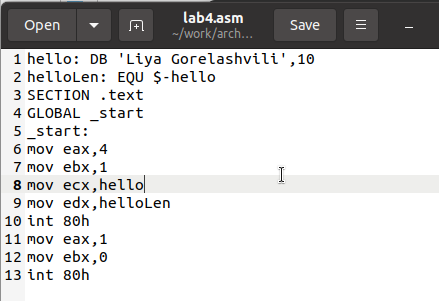 Open
lab4.asm
~/work/arch...
Save
1 hello: DB 'Liya Gorelashvili',10
2 helloLen: EQU $-hello
3 SECTION .text
4 GLOBAL _start
5 _start:
6 mov eax,4
7 mov ebx,1
8 mov ecx,hello
9 mov edx,helloLen
10 int 80h
11 mov eax,1
12 mov ebx,0
13 int 80h